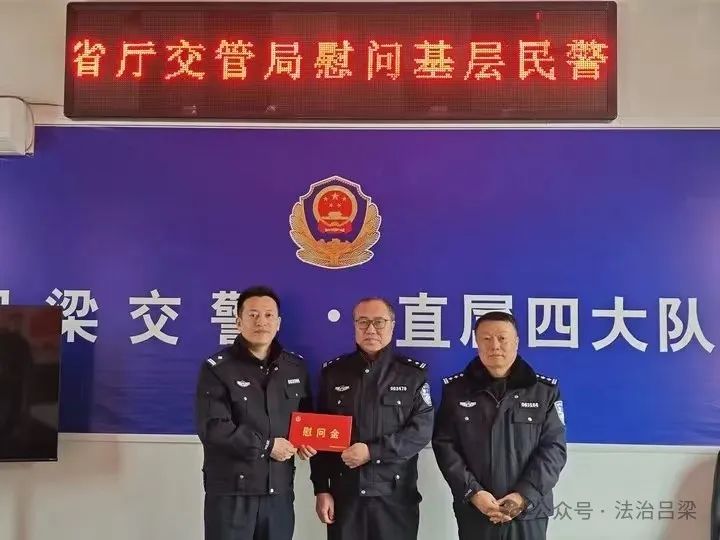 省厅交管局慰问基层民警
梁交警·直属四大队
慰问金
公众号·法治吕梁